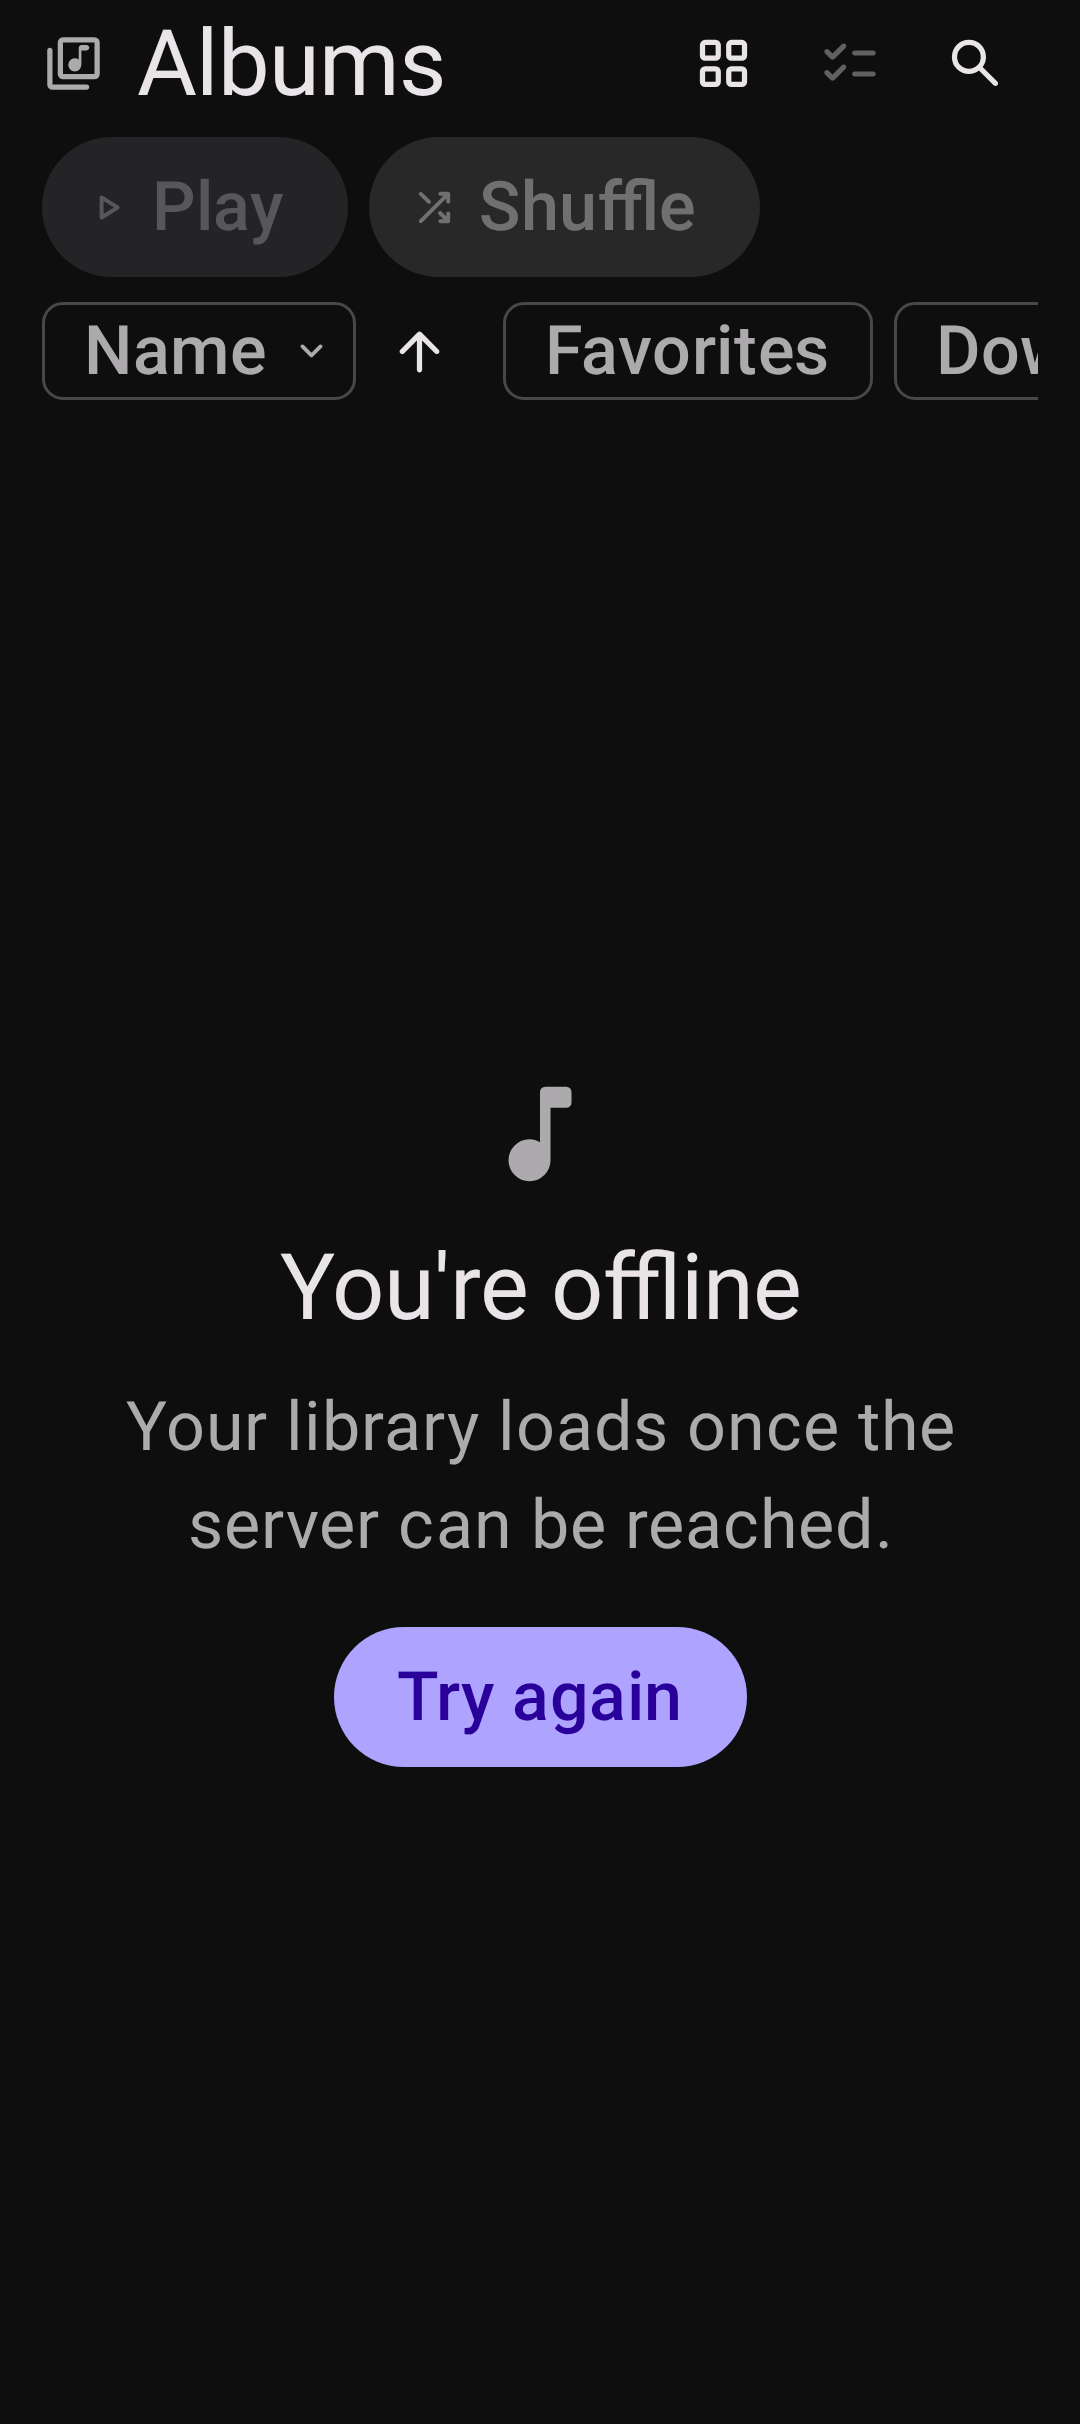 Albums
Play
Shuffle
Name
Favorites
You're offline
Your library loads once the
server can be reached.
Try again